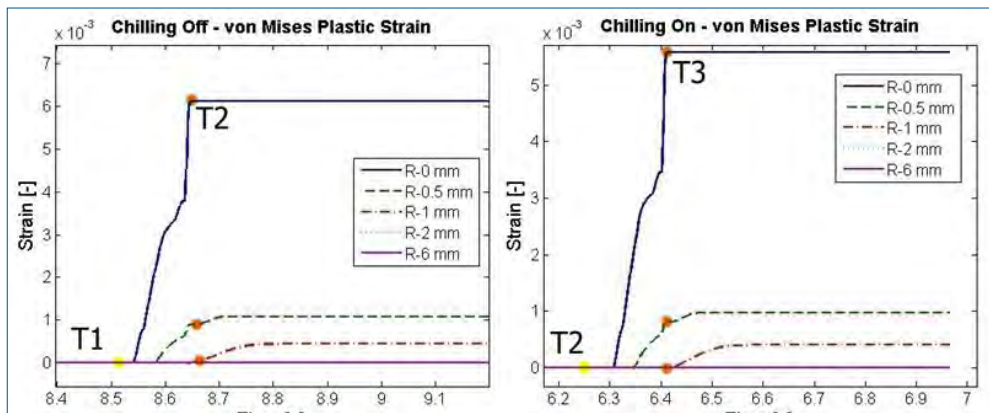 Chilling Off - von Mises Plastic Strain
x 10⁻³
7
6
5
4
3
2
1
0
Strain [-]
T2
T1
R-0 mm
R-0.5 mm
R-1 mm
R-2 mm
R-6 mm
8.4 8.5 8.6 8.7 8.8 8.9 9 9.1
Chilling On - von Mises Plastic Strain
x 10⁻³
5
4
3
2
1
0
Strain [-]
T3
T2
R-0 mm
R-0.5 mm
R-1 mm
R-2 mm
R-6 mm
6.2 6.3 6.4 6.5 6.6 6.7 6.8 6.9 7